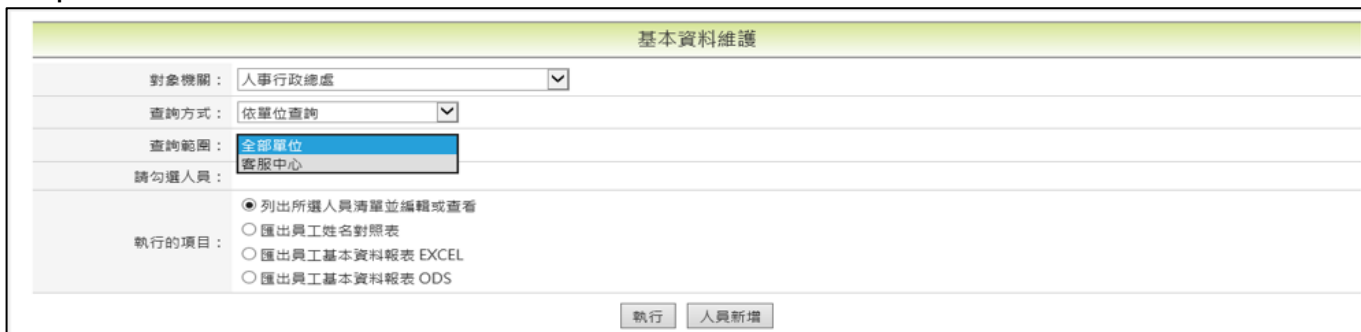 基本資料維護
對象機關： 人事行政總處
查詢方式： 依單位查詢
查詢範圍： 全部單位
客服中心
請勾選人員：
執行的項目：
列出所選人員清單並編輯或查看
匯出員工姓名對照表
匯出員工基本資料報表 EXCEL
匯出員工基本資料報表 ODS
執行 人員新增